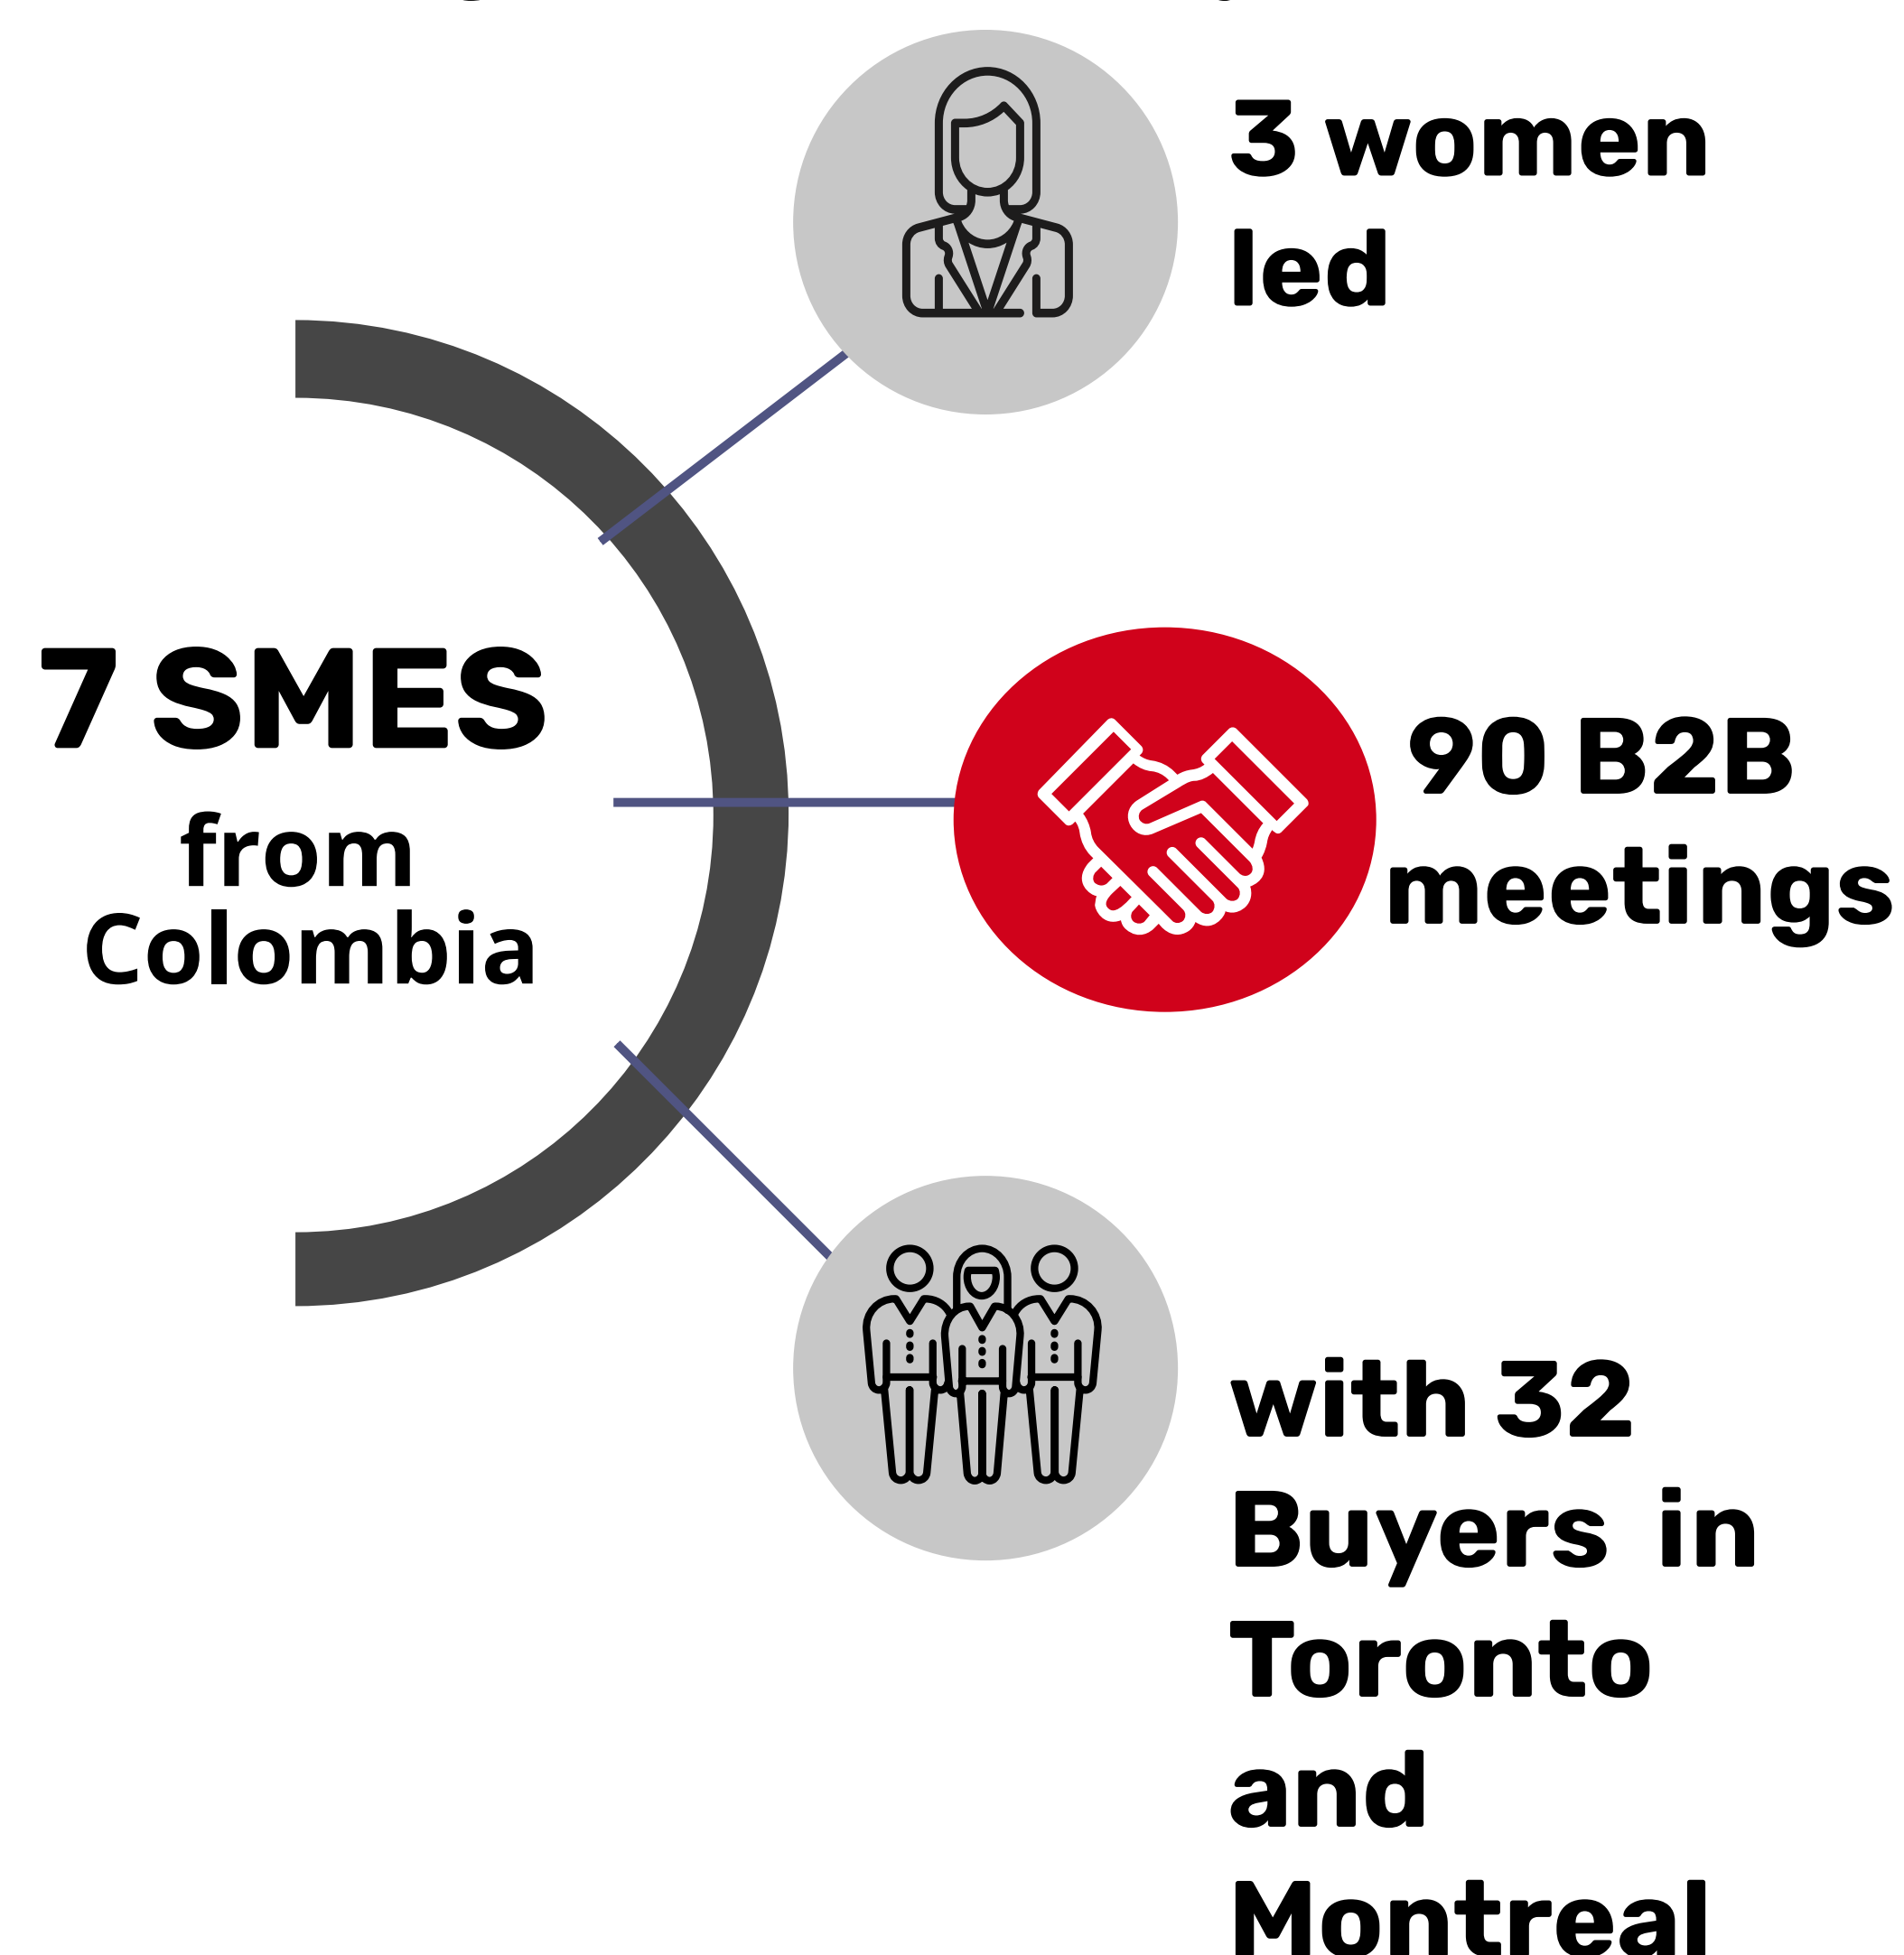 3 women
led
7 SMES
from
Colombia
90 B2B
meetings
with 32
Buyers in
Toronto
and
Montreal